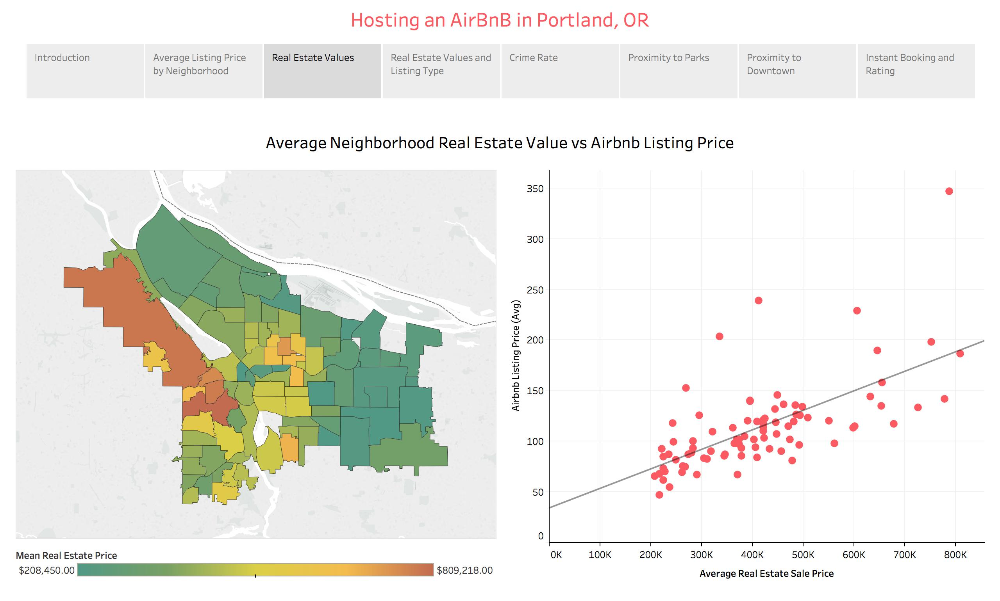 Hosting an AirBnB in Portland, OR
Introduction
Average Listing Price
by Neighborhood
Real Estate Values
Real Estate Values and
Listing Type
Crime Rate
Proximity to Parks
Proximity to
Downtown
Instant Booking and
Rating
Average Neighborhood Real Estate Value vs Airbnb Listing Price
Mean Real Estate Price
$208,450.00
$809,218.00
Airbnb Listing Price (Avg)
350
300
250
200
150
100
50
0
0K
100K
200K
300K
400K
500K
600K
700K
800K
Average Real Estate Sale Price